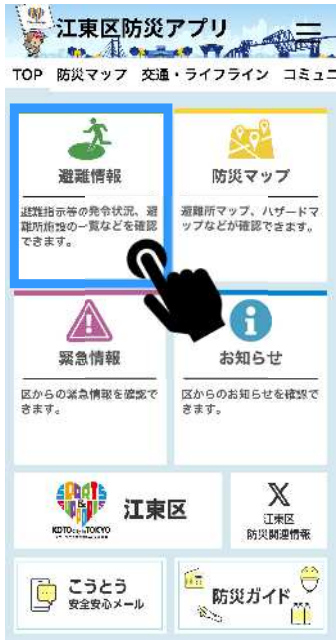 江東区防災アプリ
TOP 防災マップ 交通・ライフライン コミュニ
避難情報
避難指示等の発令状況、避
難所施設の一覧などを確認
できます。
防災マップ
避難所マップ、ハザードマ
ップなどが確認できます。
緊急情報
区からの緊急情報を確認で
きます。
お知らせ
区からのお知らせを確認で
きます。
SPORTS
&
SUPPORTS
KOTO City in TOKYO
江東区
X
江東区
防災関連情報
こうとう
安全安心メール
防災ガイド